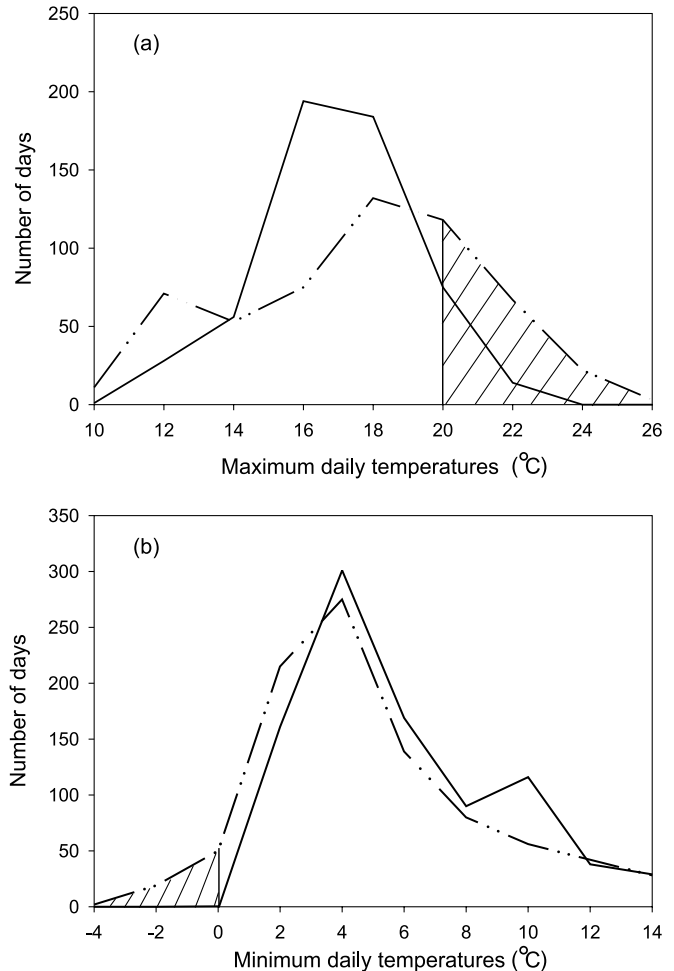 (a)
Number of days
250
200
150
100
50
0
10 12 14 16 18 20 22 24 26
Maximum daily temperatures (°C)
(b)
Number of days
350
300
250
200
150
100
50
0
–4 –2 0 2 4 6 8 10 12 14
Minimum daily temperatures (°C)